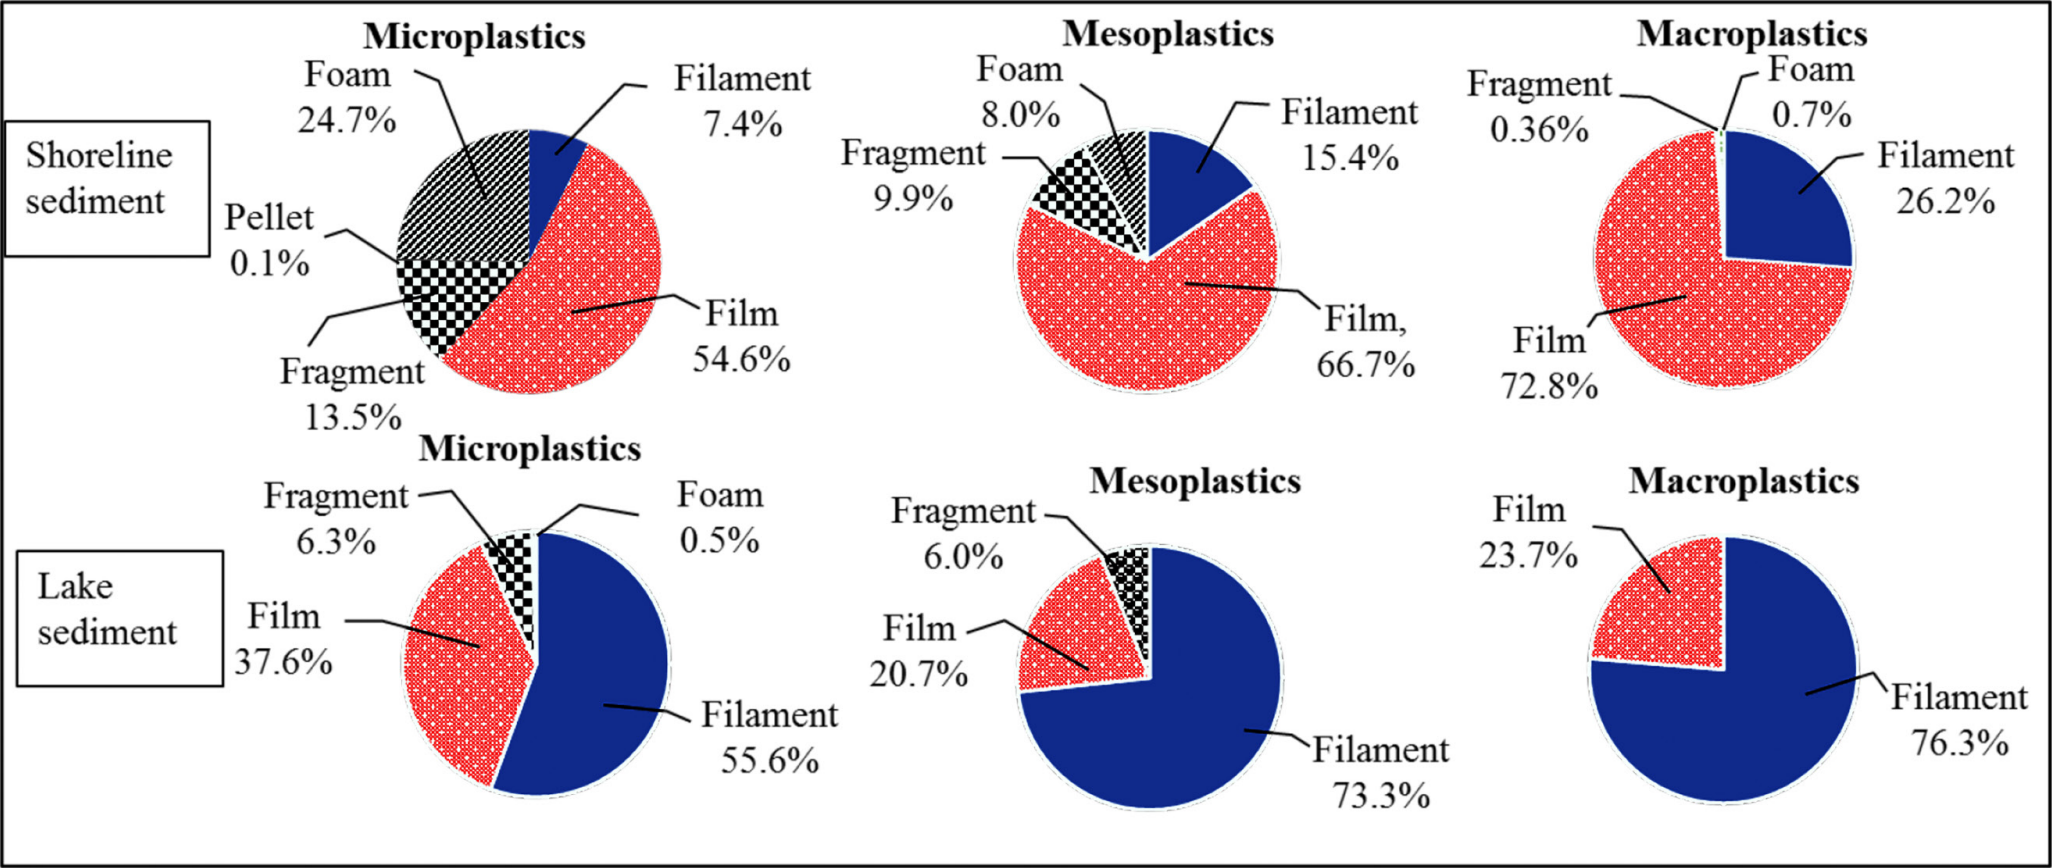 Microplastics
Foam
24.7%
Filament
7.4%
Pellet
0.1%
Fragment
13.5%
Film
54.6%
Mesoplastics
Foam
8.0%
Filament
15.4%
Fragment
9.9%
Film,
66.7%
Macroplastics
Fragment
0.36%
Foam
0.7%
Filament
26.2%
Film
72.8%
Shoreline
sediment
Microplastics
Fragment
6.3%
Foam
0.5%
Film
37.6%
Filament
55.6%
Mesoplastics
Fragment
6.0%
Film
20.7%
Filament
73.3%
Macroplastics
Film
23.7%
Filament
76.3%
Lake
sediment